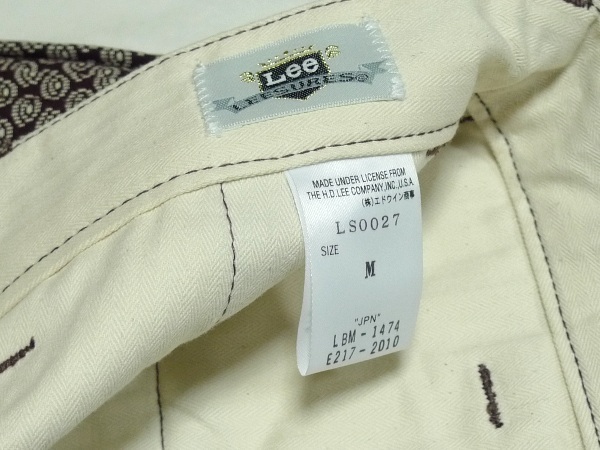 Lee
LEESURES®
MADE UNDER LICENSE FROM
THE H.D.LEE COMPANY,INC.,U.S.A.
(株)エドウイン商事
LS0027
SIZE
M
"JPN"
LBM-1474
E217-2010